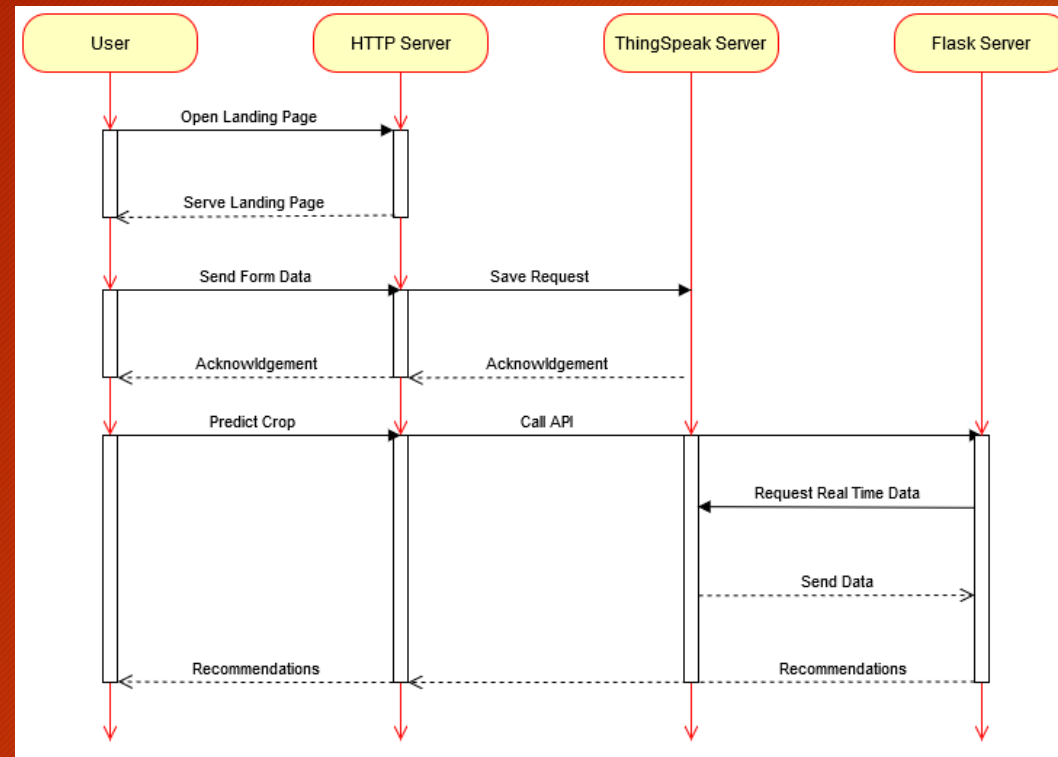 User
HTTP Server
ThingSpeak Server
Flask Server
Open Landing Page
Serve Landing Page
Send Form Data
Save Request
Acknowldgement
Acknowldgement
Predict Crop
Call API
Request Real Time Data
Send Data
Recommendations
Recommendations